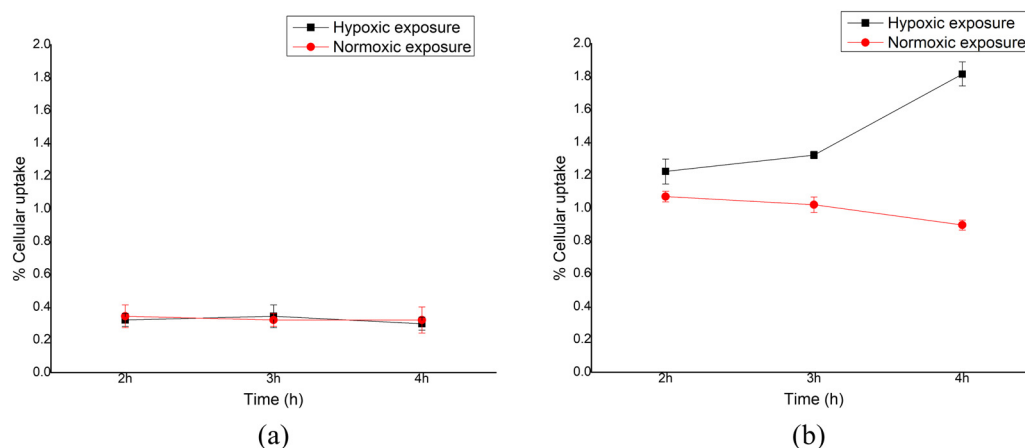 Hypoxic exposure
Normoxic exposure
2.0
1.8
1.6
1.4
1.2
1.0
0.8
0.6
0.4
0.2
0.0
% Cellular uptake
2h 3h 4h
Time (h)
(a)
Hypoxic exposure
Normoxic exposure
2.0
1.8
1.6
1.4
1.2
1.0
0.8
0.6
0.4
0.2
0.0
% Cellular uptake
2h 3h 4h
Time (h)
(b)